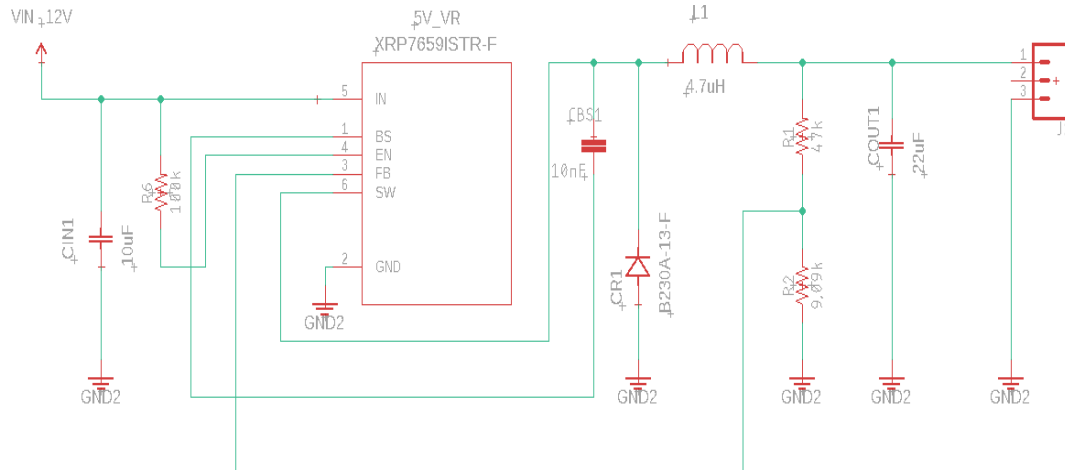 VIN +12V
5V_VR
XRP7659ISTR-F
5 IN
1 BS
4 EN
3 FB
6 SW
2 GND
GND2
R6
100k
CIN1
10uF
GND2
CBS1
10nF
L1
4.7uH
CR1
B230A-13-F
GND2
R1
47k
R2
9.09k
GND2
COUT1
22uF
GND2
1
2
3
GND2